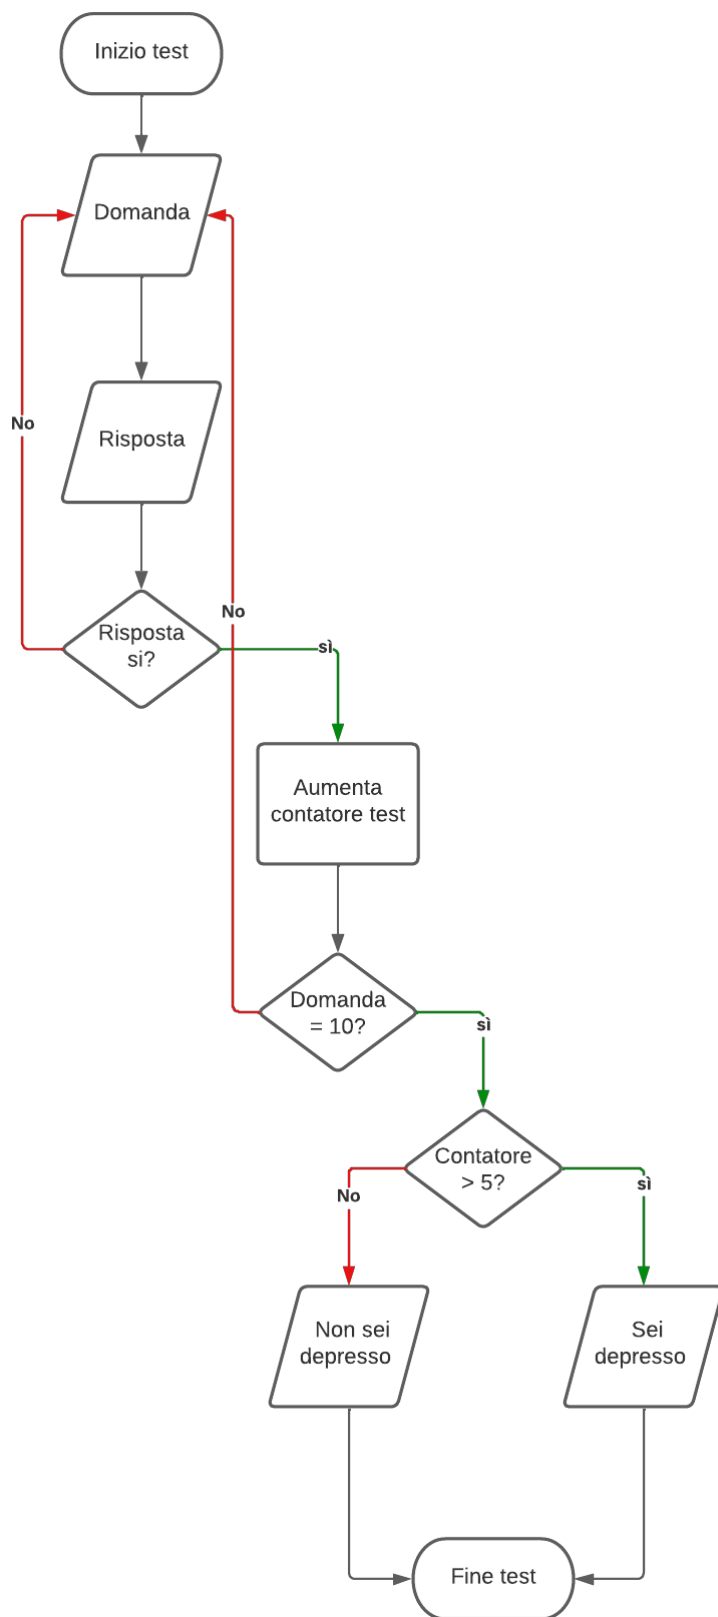 Inizio test
Domanda
No
Risposta
No
Risposta
si?
sì
Aumenta
contatore test
Domanda
= 10?
sì
Contatore
> 5?
No
sì
Non sei
depresso
Sei
depresso
Fine test